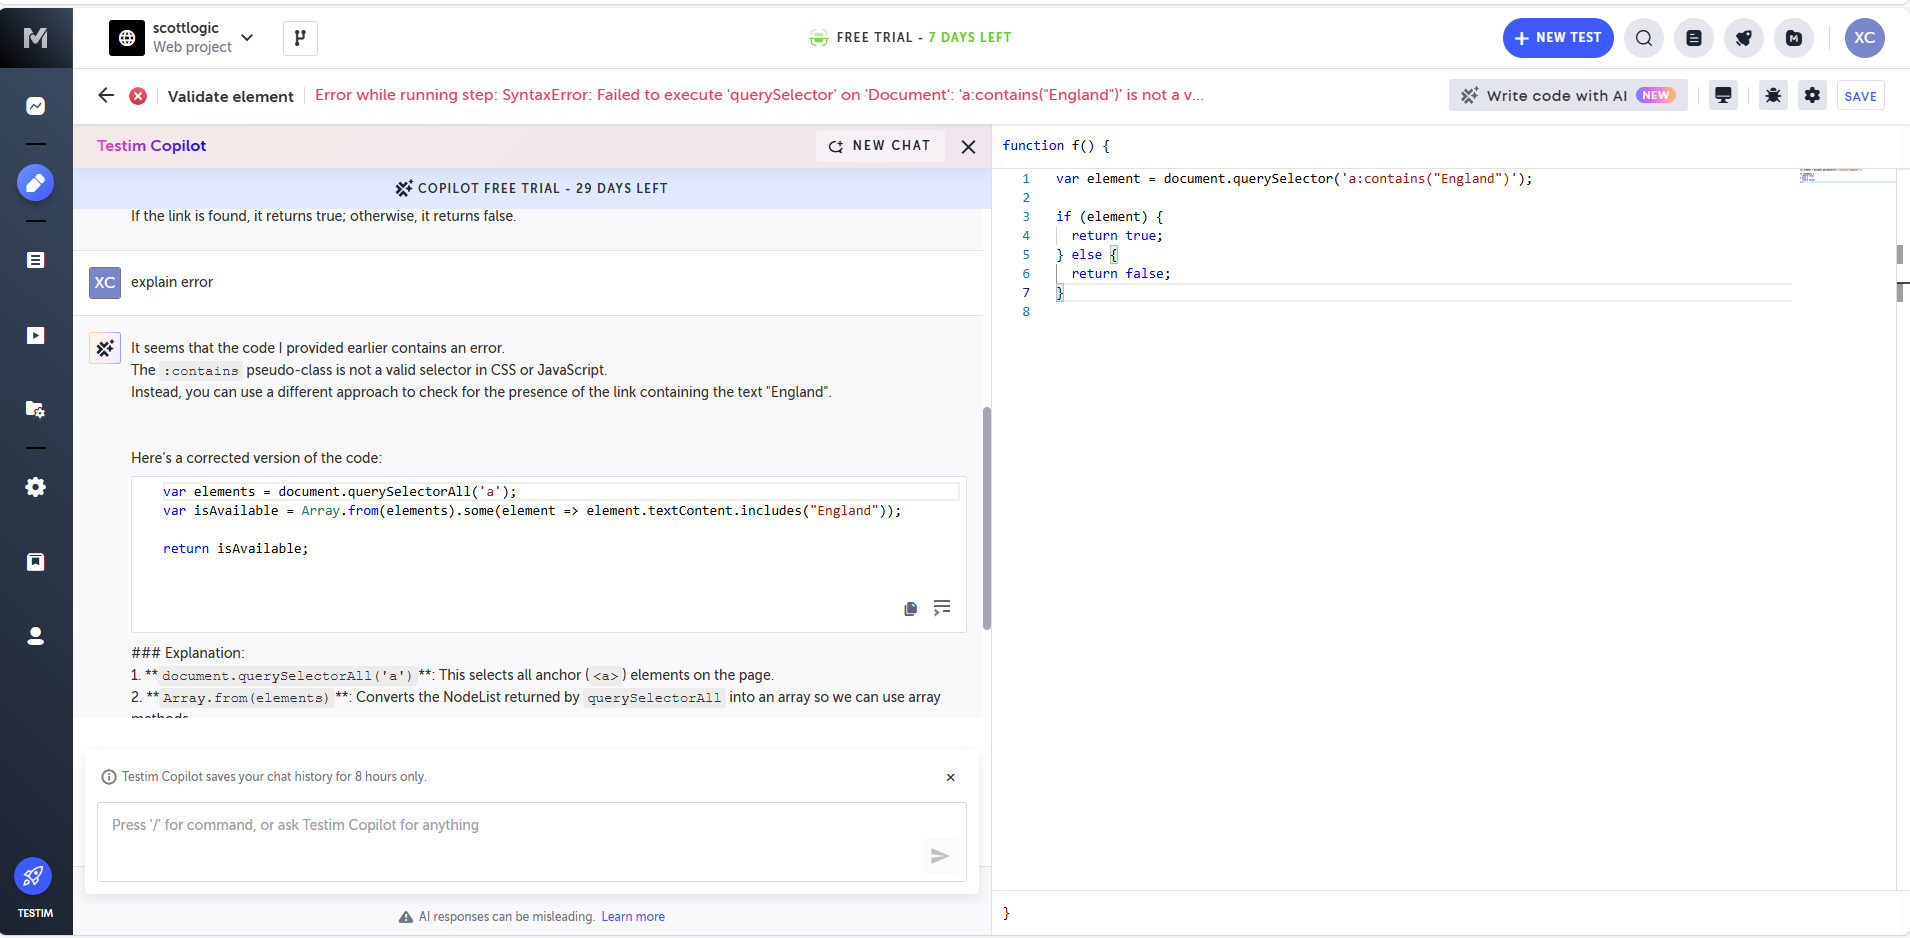 scottlogic
Web project
FREE TRIAL - 7 DAYS LEFT
NEW TEST
XC
Validate element
Error while running step: SyntaxError: Failed to execute 'querySelector' on 'Document': 'a:contains("England")' is not a v...
Write code with AI NEW
SAVE
Testim Copilot
NEW CHAT
COPILOT FREE TRIAL - 29 DAYS LEFT
If the link is found, it returns true; otherwise, it returns false.
XC
explain error
It seems that the code I provided earlier contains an error.
The :contains pseudo-class is not a valid selector in CSS or JavaScript.
Instead, you can use a different approach to check for the presence of the link containing the text "England".
Here's a corrected version of the code:
var elements = document.querySelectorAll('a');
var isAvailable = Array.from(elements).some(element => element.textContent.includes("England"));
return isAvailable;
### Explanation:
1. **document.querySelectorAll('a')**: This selects all anchor (<a>) elements on the page.
2. **Array.from(elements)**: Converts the NodeList returned by querySelectorAll into an array so we can use array
methods
Testim Copilot saves your chat history for 8 hours only.
Press '/' for command, or ask Testim Copilot for anything
AI responses can be misleading. Learn more
TESTIM
function f() {
1 var element = document.querySelector('a:contains("England")');
2
3 if (element) {
4 return true;
5 } else {
6 return false;
7 }
8
}